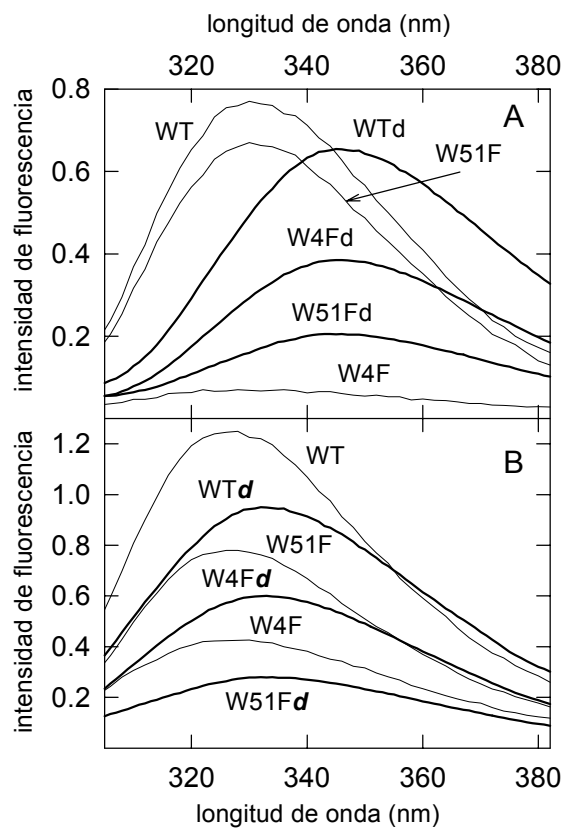 longitud de onda (nm)
320 340 360 380
intensidad de fluorescencia
0.8
0.6
0.4
0.2
A
WT
WTd
W51F
W4Fd
W51Fd
W4F
intensidad de fluorescencia
1.2
1.0
0.8
0.6
0.4
0.2
B
WT
WTd
W51F
W4Fd
W4F
W51Fd
320 340 360 380
longitud de onda (nm)